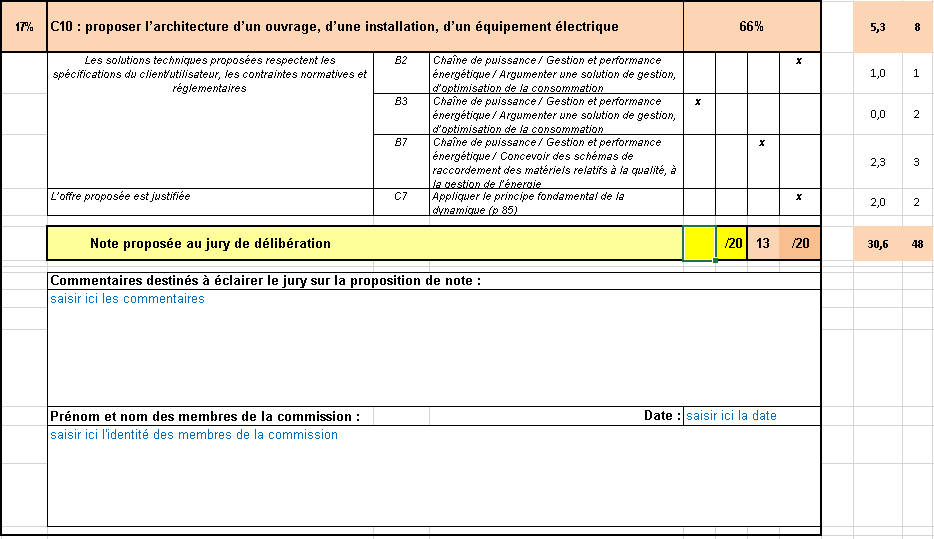 17% C10 : proposer l'architecture d'un ouvrage, d'une installation, d'un équipement électrique 66% 5,3 8
Les solutions techniques proposées respectent les
spécifications du client/utilisateur, les contraintes normatives et
réglementaires
B2
Chaîne de puissance / Gestion et performance
énergétique / Argumenter une solution de gestion,
d'optimisation de la consommation
x
1,0 1
B3
Chaîne de puissance / Gestion et performance
énergétique / Argumenter une solution de gestion,
d'optimisation de la consommation
x
0,0 2
B7
Chaîne de puissance / Gestion et performance
énergétique / Concevoir des schémas de
raccordement des matériels relatifs à la qualité, à
la gestion de l'énergie
x
2,3 3
L'offre proposée est justifiée
C7
Appliquer le principe fondamental de la
dynamique (p 85)
x
2,0 2
Note proposée au jury de délibération /20 13 /20 30,6 48
Commentaires destinés à éclairer le jury sur la proposition de note :
saisir ici les commentaires
Prénom et nom des membres de la commission : Date : saisir ici la date
saisir ici l'identité des membres de la commission